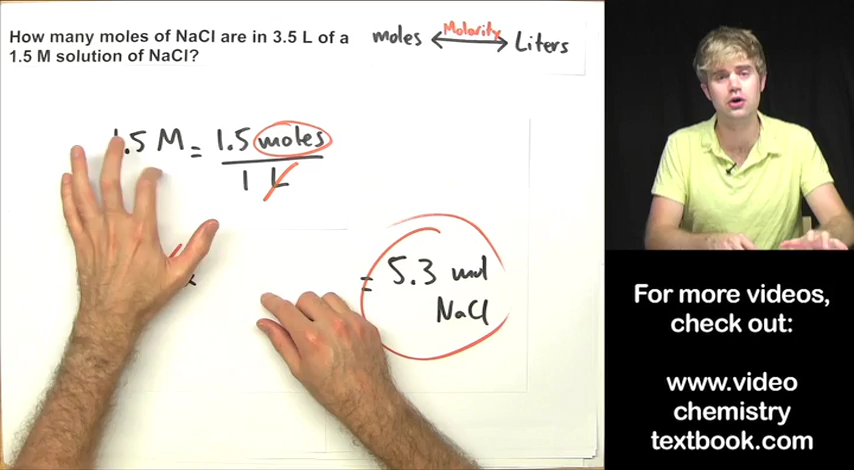 How many moles of NaCl are in 3.5 L of a
1.5 M solution of NaCl?
moles
Molarity
Liters
1.5 M = 1.5 moles
1 L
= 5.3 mol
NaCl
For more videos,
check out:
www.video
chemistry
textbook.com